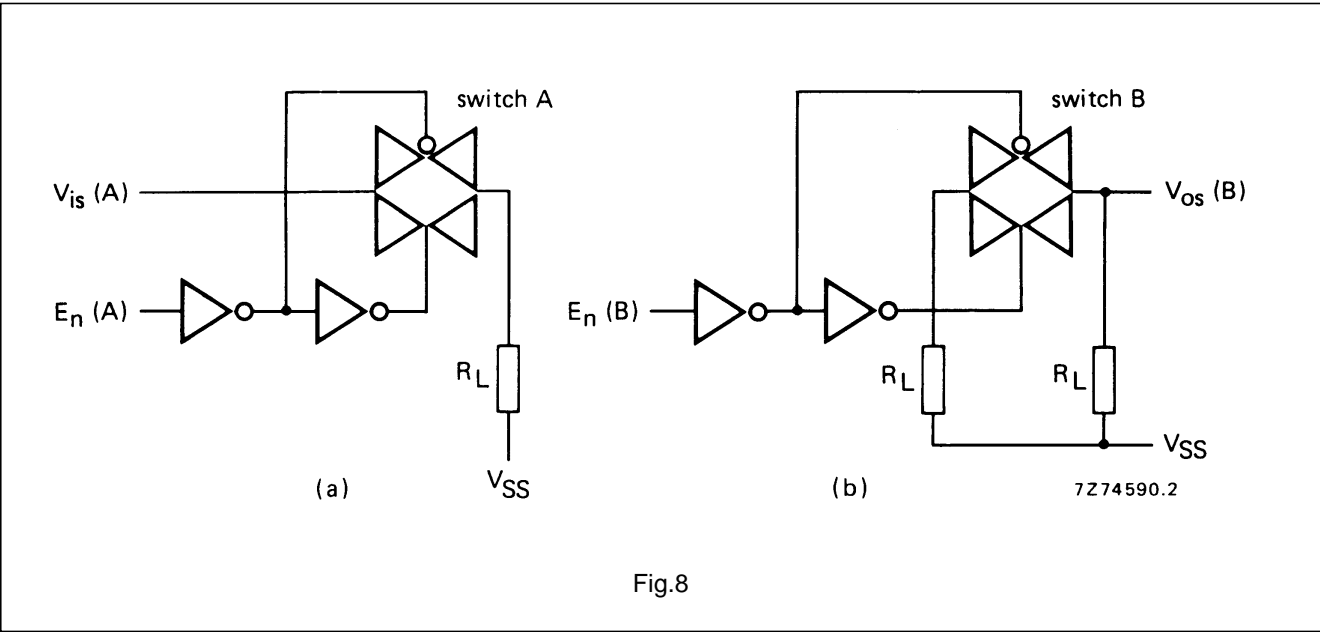 switch A
V_is (A)
E_n (A)
R_L
V_SS
(a)
switch B
V_os (B)
E_n (B)
R_L
R_L
V_SS
(b)
7Z74590.2
Fig.8